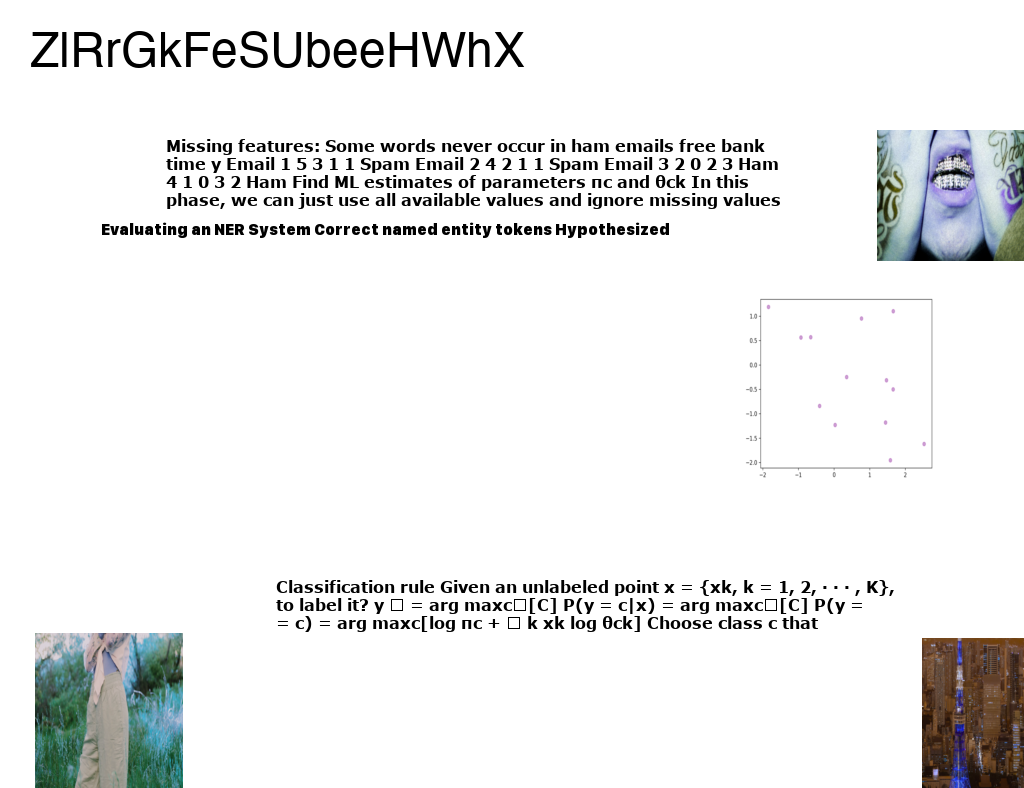 ZlRrGkFeSUbeeHWhX
Missing features: Some words never occur in ham emails free bank
time y Email 1 5 3 1 1 Spam Email 2 4 2 1 1 Spam Email 3 2 0 2 3 Ham
4 1 0 3 2 Ham Find ML estimates of parameters πc and θck In this
phase, we can just use all available values and ignore missing values
Evaluating an NER System Correct named entity tokens Hypothesized
1.0
0.5
0.0
−0.5
−1.0
−1.5
−2.0
−2 −1 0 1 2
Classification rule Given an unlabeled point x = {xk, k = 1, 2, · · · , K},
to label it? y □ = arg maxc□[C] P(y = c|x) = arg maxc□[C] P(y =
= c) = arg maxc[log πc + □ k xk log θck] Choose class c that